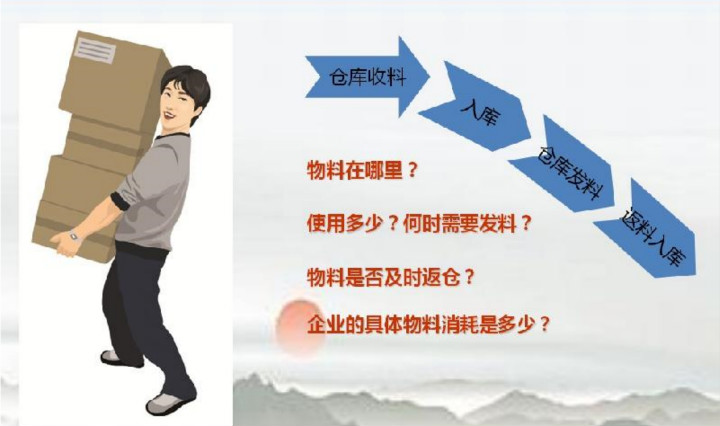 仓库收料
入库
仓库发料
返料入库
物料在哪里？
使用多少？何时需要发料？
物料是否及时返仓？
企业的具体物料消耗是多少？